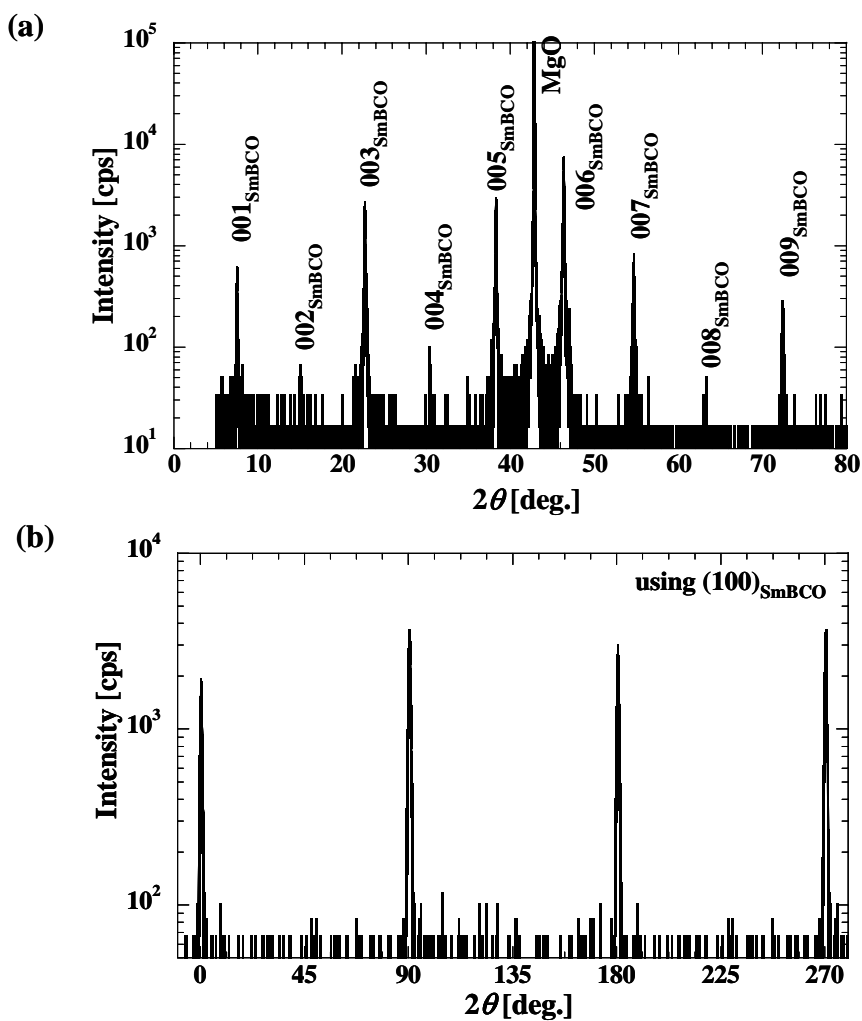 (a)
Intensity [cps]
10^5
10^4
10^3
10^2
10^1
001SmBCO
002SmBCO
003SmBCO
004SmBCO
005SmBCO
MgO
006SmBCO
007SmBCO
008SmBCO
009SmBCO
0 10 20 30 40 50 60 70 80
2θ [deg.]
(b)
Intensity [cps]
10^4
10^3
10^2
using (100)SmBCO
0 45 90 135 180 225 270
2θ [deg.]